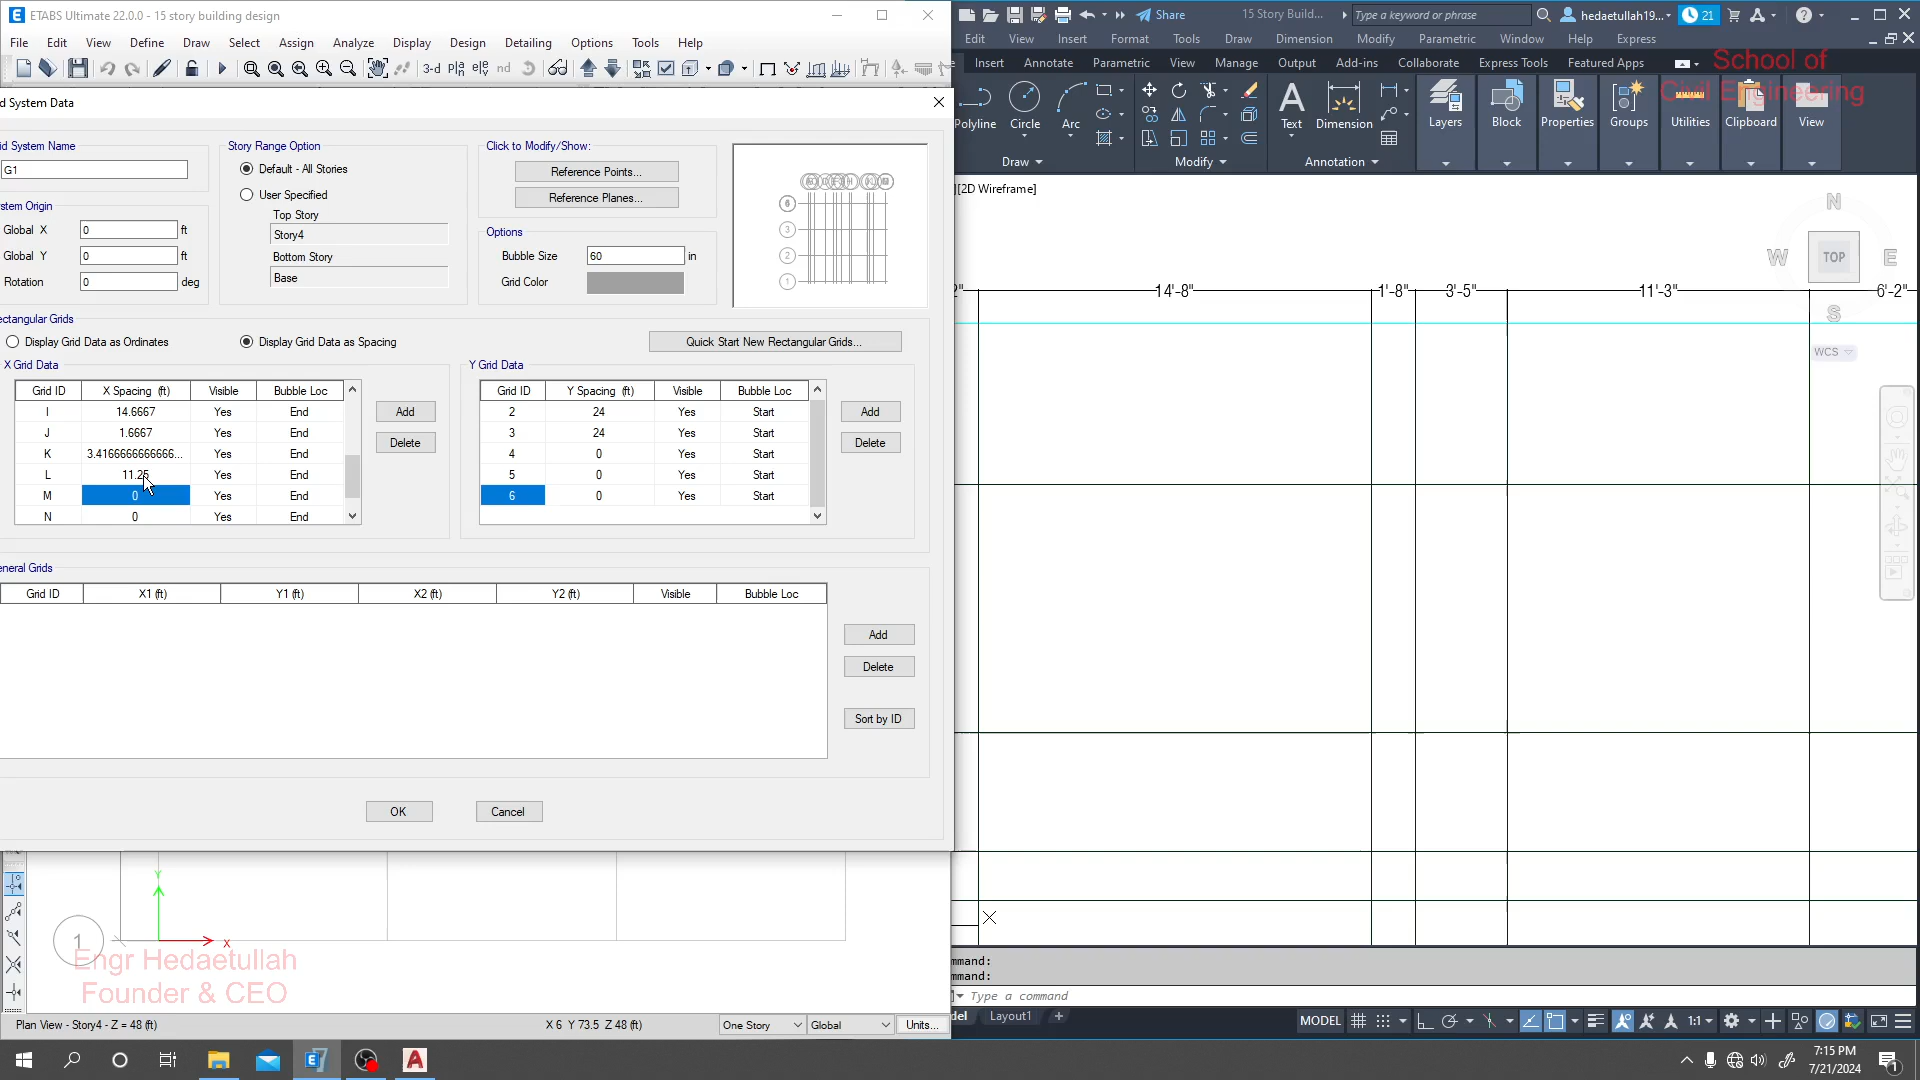 ETABS Ultimate 22.0.0 - 15 story building design
File Edit View Define Draw Select Assign Analyze Display Design Detailing Options Tools Help
3-d
nd
d System Data
id System Name
G1
stem Origin
Global X 0 ft
Global Y 0 ft
Rotation 0 deg
Story Range Option
Default - All Stories
User Specified
Top Story
Story4
Bottom Story
Base
Click to Modify/Show:
Reference Points...
Reference Planes...
Options
Bubble Size 60 in
Grid Color
6
3
2
1
ectangular Grids
Display Grid Data as Ordinates
Display Grid Data as Spacing
Quick Start New Rectangular Grids...
X Grid Data
Grid ID X Spacing (ft) Visible Bubble Loc
I 14.6667 Yes End
J 1.6667 Yes End
K 3.4166666666666... Yes End
L 11.25 Yes End
M 0 Yes End
N 0 Yes End
Add
Delete
Y Grid Data
Grid ID Y Spacing (ft) Visible Bubble Loc
2 24 Yes Start
3 24 Yes Start
4 0 Yes Start
5 0 Yes Start
6 0 Yes Start
Add
Delete
eneral Grids
Grid ID X1 (ft) Y1 (ft) X2 (ft) Y2 (ft) Visible Bubble Loc
Add
Delete
Sort by ID
OK
Cancel
Y
X
1
Engr Hedaetullah
Founder & CEO
Plan View - Story4 - Z = 48 (ft)
X 6 Y 73.5 Z 48 (ft)
One Story
Global
Units...
Share
15 Story Build...
Type a keyword or phrase
hedaetullah19...
21
Edit View Insert Format Tools Draw Dimension Modify Parametric Window Help Express
Insert Annotate Parametric View Manage Output Add-ins Collaborate Express Tools Featured Apps
School of
Civil Engineering
Polyline Circle Arc
Text Dimension
Layers Block Properties Groups Utilities Clipboard View
Draw
Modify
Annotation
][2D Wireframe]
N
W TOP E
S
WCS
2" 14'-8" 1'-8" 3'-5" 11'-3" 6'-2"
mmand:
mmand:
Type a command
del Layout1 +
MODEL
1:1
7:15 PM
7/21/2024
1